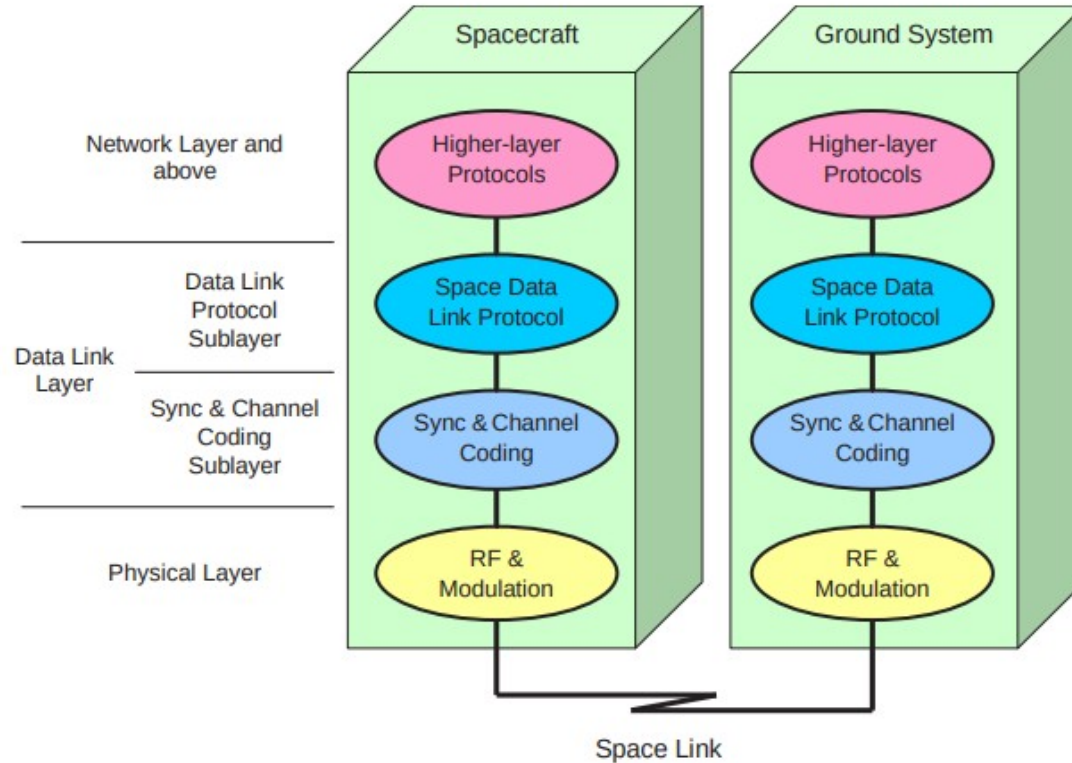 Spacecraft
Ground System
Network Layer and
above
Higher-layer
Protocols
Higher-layer
Protocols
Data Link
Layer
Data Link
Protocol
Sublayer
Space Data
Link Protocol
Space Data
Link Protocol
Sync & Channel
Coding
Sublayer
Sync & Channel
Coding
Sync & Channel
Coding
Physical Layer
RF &
Modulation
RF &
Modulation
Space Link